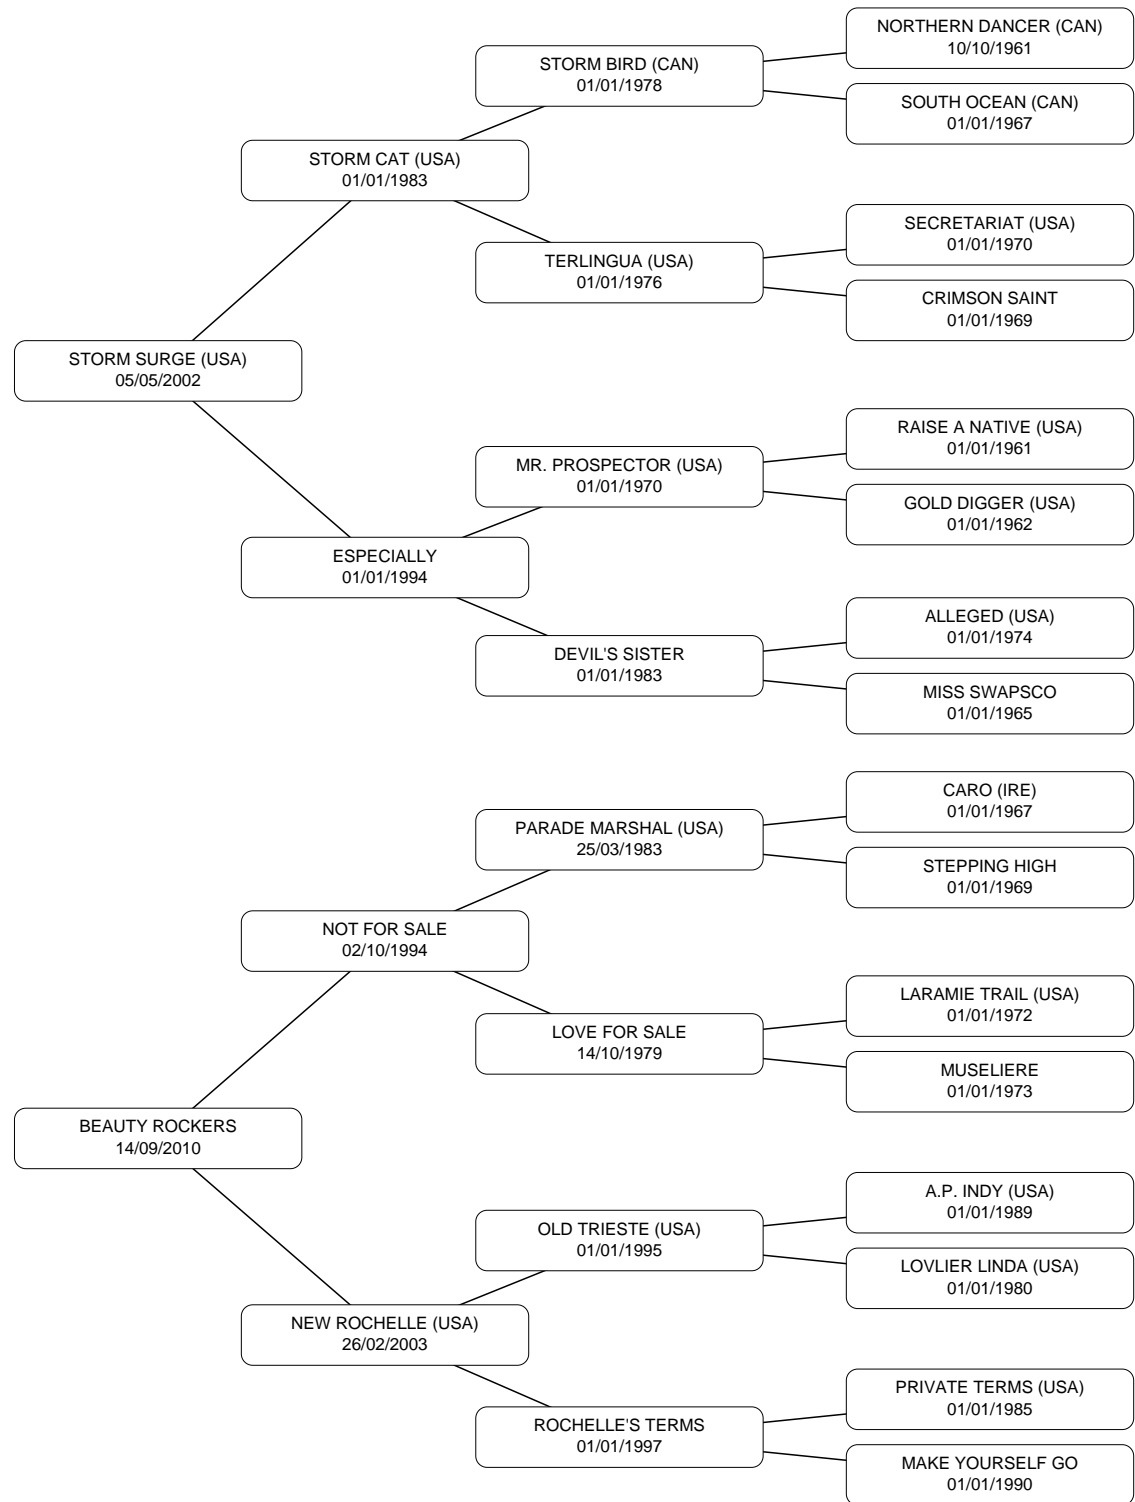 NORTHERN DANCER (CAN)
10/10/1961
STORM BIRD (CAN)
01/01/1978
SOUTH OCEAN (CAN)
01/01/1967
STORM CAT (USA)
01/01/1983
SECRETARIAT (USA)
01/01/1970
TERLINGUA (USA)
01/01/1976
CRIMSON SAINT
01/01/1969
STORM SURGE (USA)
05/05/2002
RAISE A NATIVE (USA)
01/01/1961
MR. PROSPECTOR (USA)
01/01/1970
GOLD DIGGER (USA)
01/01/1962
ESPECIALLY
01/01/1994
ALLEGED (USA)
01/01/1974
DEVIL'S SISTER
01/01/1983
MISS SWAPSCO
01/01/1965
CARO (IRE)
01/01/1967
PARADE MARSHAL (USA)
25/03/1983
STEPPING HIGH
01/01/1969
NOT FOR SALE
02/10/1994
LARAMIE TRAIL (USA)
01/01/1972
LOVE FOR SALE
14/10/1979
MUSELIERE
01/01/1973
BEAUTY ROCKERS
14/09/2010
A.P. INDY (USA)
01/01/1989
OLD TRIESTE (USA)
01/01/1995
LOVLIER LINDA (USA)
01/01/1980
NEW ROCHELLE (USA)
26/02/2003
PRIVATE TERMS (USA)
01/01/1985
ROCHELLE'S TERMS
01/01/1997
MAKE YOURSELF GO
01/01/1990